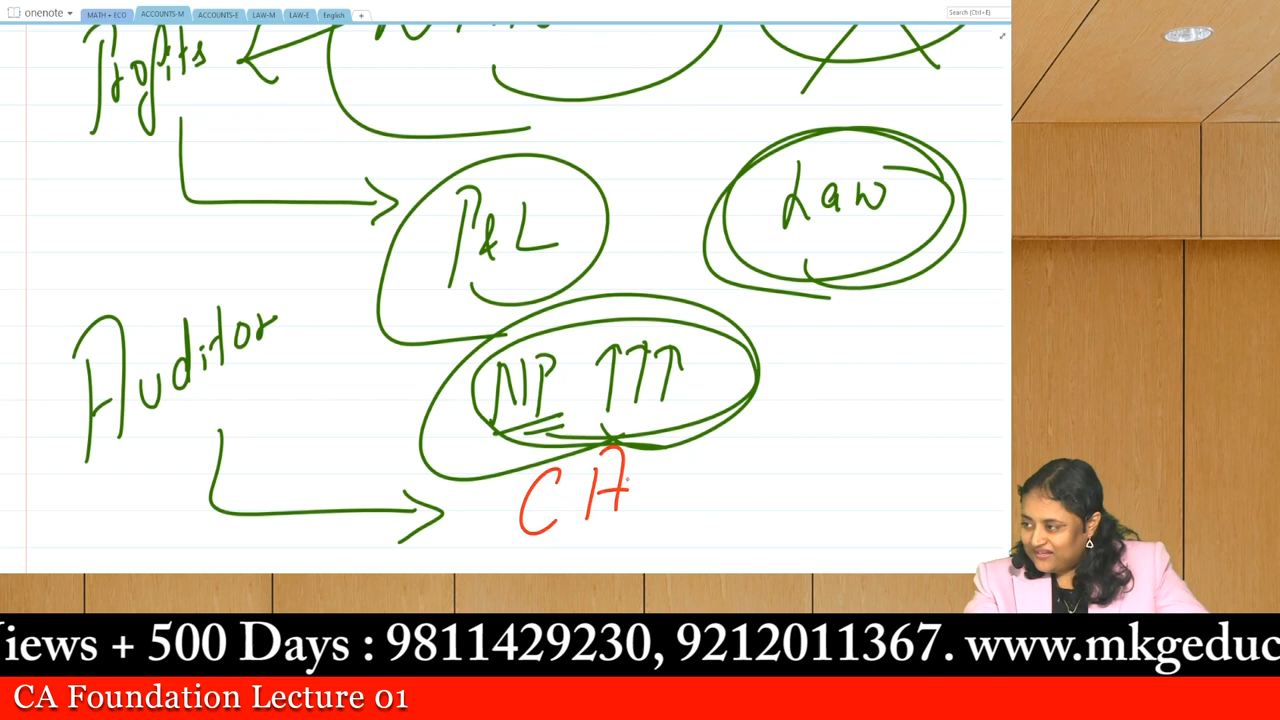 onenote
MATH + ECO
ACCOUNTS-M
ACCOUNTS-E
LAW-M
LAW-E
English
+
Search (Ctrl+E)
Profits
P&L
Law
Auditor
NP ↑↑↑
CA
Views + 500 Days : 9811429230, 9212011367. www.mkgeduc
CA Foundation Lecture 01